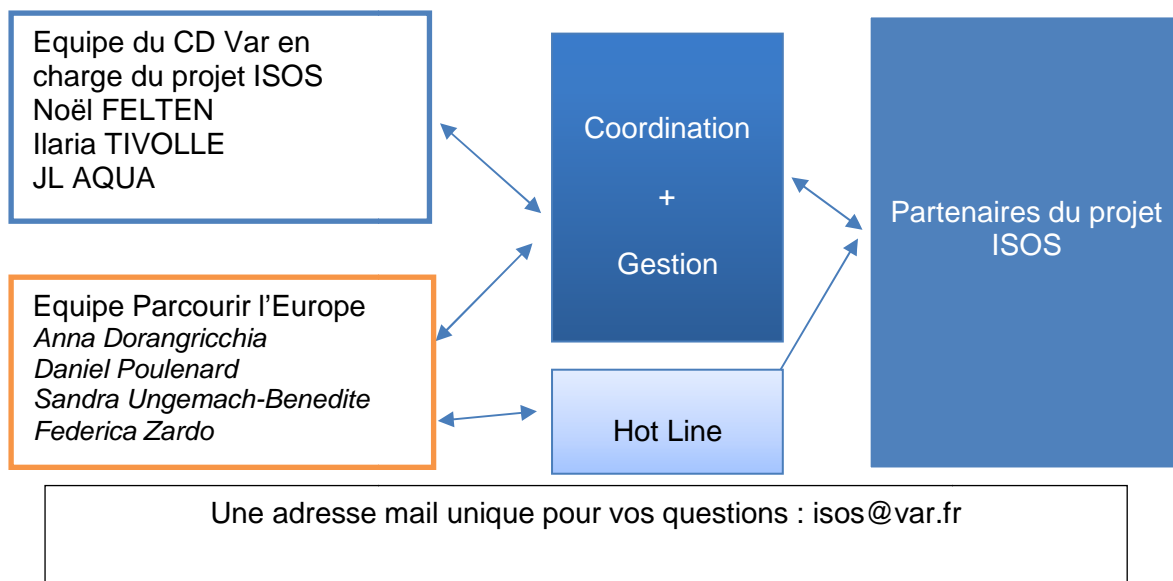 Equipe du CD Var en
charge du projet ISOS
Noël FELTEN
Ilaria TIVOLLE
JL AQUA
Equipe Parcourir l’Europe
Anna Dorangricchia
Daniel Poulenard
Sandra Ungemach-Benedite
Federica Zardo
Coordination
+
Gestion
Hot Line
Partenaires du projet
ISOS
Une adresse mail unique pour vos questions : isos@var.fr